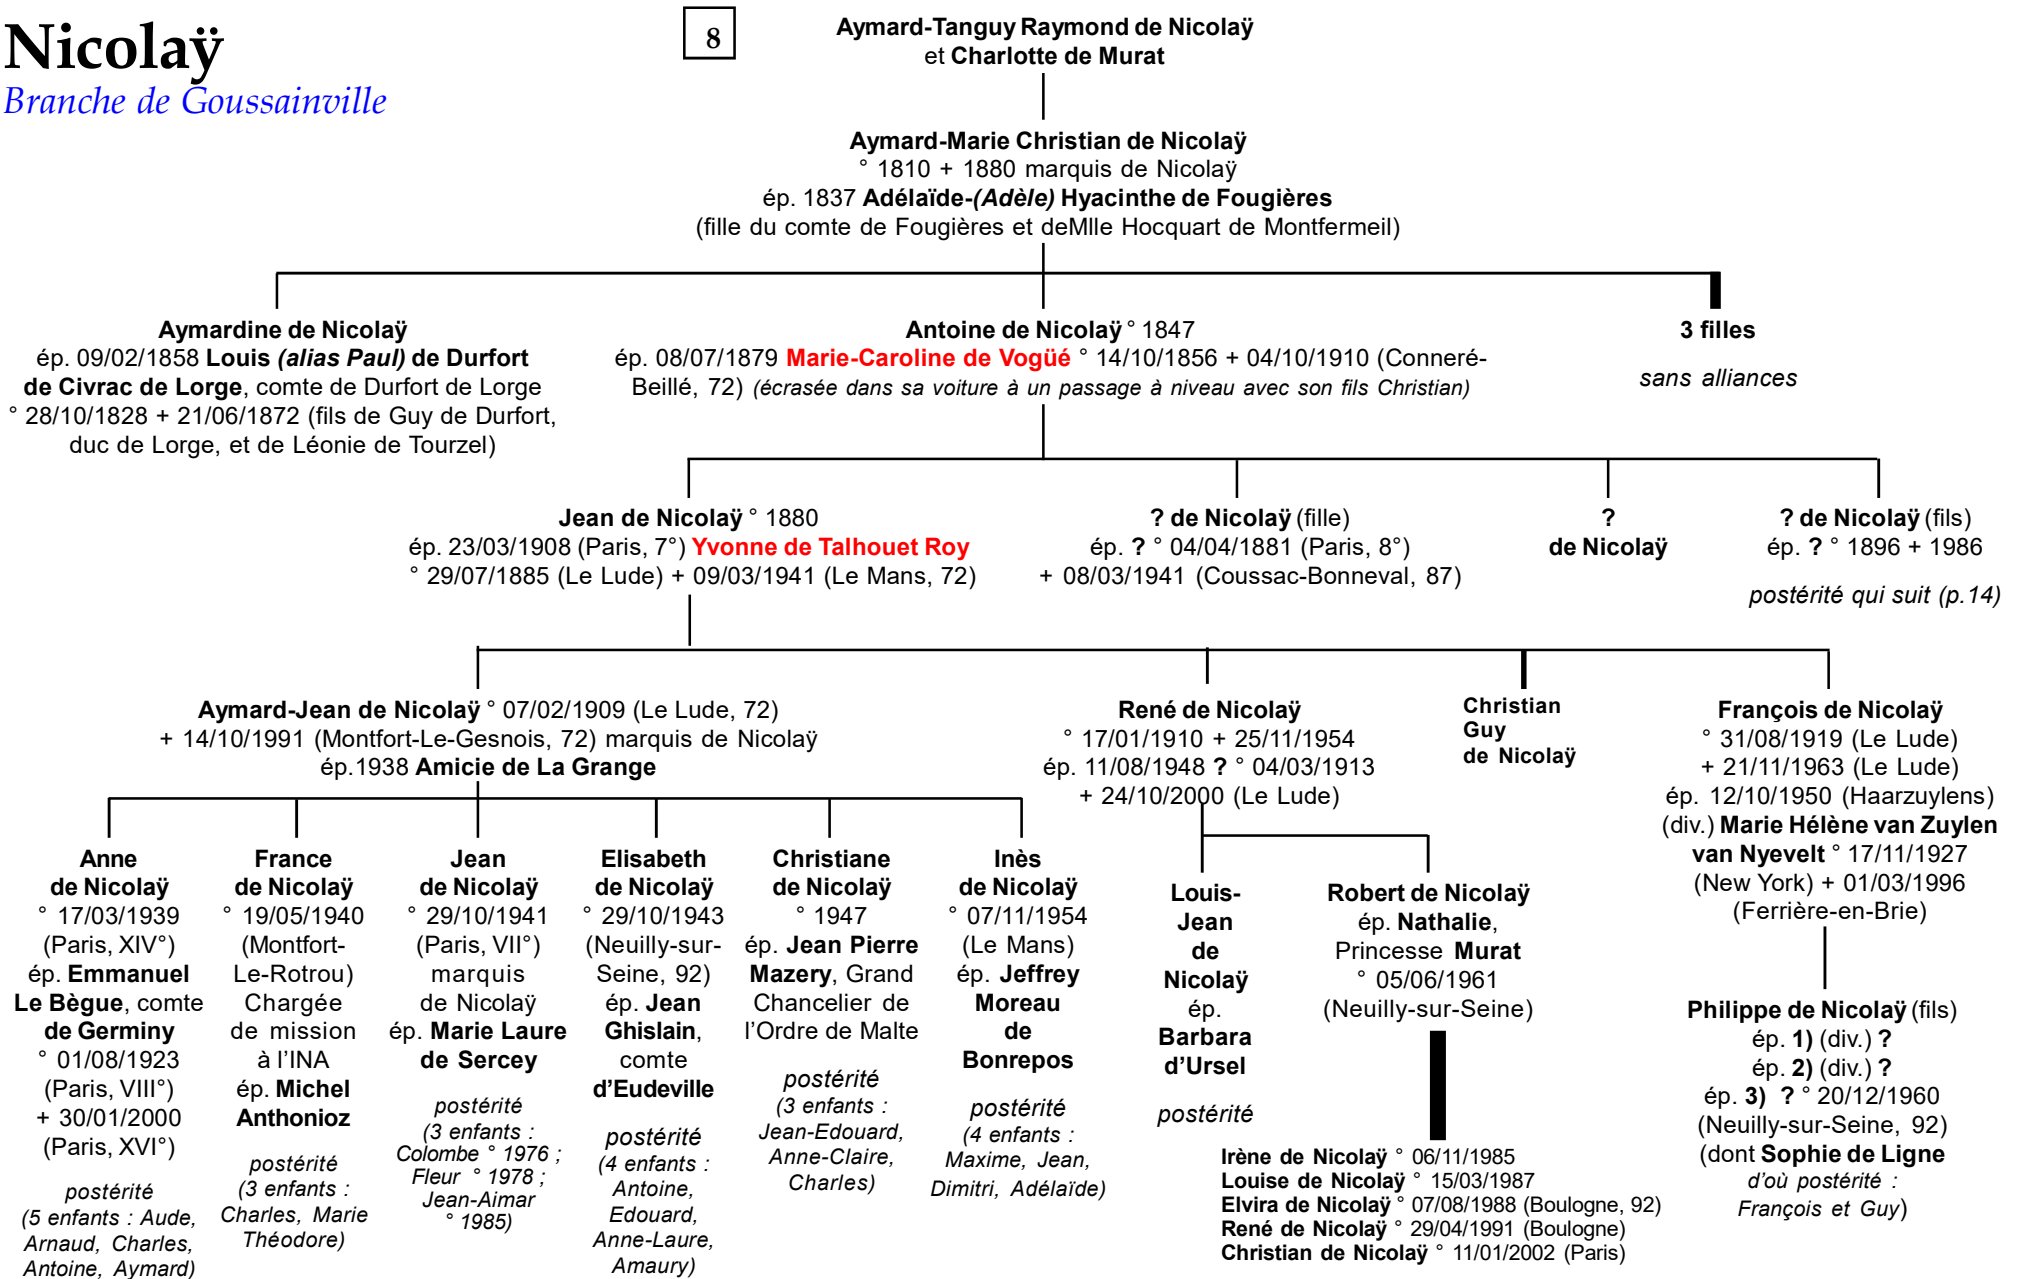 Nicolaÿ
Branche de Goussainville
8
Aymard-Tanguy Raymond de Nicolaÿ
et Charlotte de Murat
Aymard-Marie Christian de Nicolaÿ
° 1810 + 1880 marquis de Nicolaÿ
ép. 1837 Adélaïde-(Adèle) Hyacinthe de Fougières
(fille du comte de Fougières et deMlle Hocquart de Montfermeil)
Aymardine de Nicolaÿ
ép. 09/02/1858 Louis (alias Paul) de Durfort
de Civrac de Lorge, comte de Durfort de Lorge
° 28/10/1828 + 21/06/1872 (fils de Guy de Durfort,
duc de Lorge, et de Léonie de Tourzel)
Antoine de Nicolaÿ ° 1847
ép. 08/07/1879 Marie-Caroline de Vogüé ° 14/10/1856 + 04/10/1910 (Conneré-
Beillé, 72) (écrasée dans sa voiture à un passage à niveau avec son fils Christian)
3 filles
sans alliances
Jean de Nicolaÿ ° 1880
ép. 23/03/1908 (Paris, 7°) Yvonne de Talhouet Roy
° 29/07/1885 (Le Lude) + 09/03/1941 (Le Mans, 72)
? de Nicolaÿ (fille)
ép. ? ° 04/04/1881 (Paris, 8°)
+ 08/03/1941 (Coussac-Bonneval, 87)
?
de Nicolaÿ
? de Nicolaÿ (fils)
ép. ? ° 1896 + 1986
postérité qui suit (p.14)
Aymard-Jean de Nicolaÿ ° 07/02/1909 (Le Lude, 72)
+ 14/10/1991 (Montfort-Le-Gesnois, 72) marquis de Nicolaÿ
ép.1938 Amicie de La Grange
René de Nicolaÿ
° 17/01/1910 + 25/11/1954
ép. 11/08/1948 ? ° 04/03/1913
+ 24/10/2000 (Le Lude)
Christian
Guy
de Nicolaÿ
François de Nicolaÿ
° 31/08/1919 (Le Lude)
+ 21/11/1963 (Le Lude)
ép. 12/10/1950 (Haarzuylens)
(div.) Marie Hélène van Zuylen
van Nyevelt ° 17/11/1927
(New York) + 01/03/1996
(Ferrière-en-Brie)
Anne
de Nicolaÿ
° 17/03/1939
(Paris, XIV°)
ép. Emmanuel
Le Bègue, comte
de Germiny
° 01/08/1923
(Paris, VIII°)
+ 30/01/2000
(Paris, XVI°)
postérité
(5 enfants : Aude,
Arnaud, Charles,
Antoine, Aymard)
France
de Nicolaÿ
° 19/05/1940
(Montfort-
Le-Rotrou)
Chargée
de mission
à l'INA
ép. Michel
Anthonioz
postérité
(3 enfants :
Charles, Marie
Théodore)
Jean
de Nicolaÿ
° 29/10/1941
(Paris, VII°)
marquis
de Nicolaÿ
ép. Marie Laure
de Sercey
postérité
(3 enfants :
Colombe ° 1976 ;
Fleur ° 1978 ;
Jean-Aimar
° 1985)
Elisabeth
de Nicolaÿ
° 29/10/1943
(Neuilly-sur-
Seine, 92)
ép. Jean
Ghislain,
comte
d'Eudeville
postérité
(4 enfants :
Antoine,
Edouard,
Anne-Laure,
Amaury)
Christiane
de Nicolaÿ
° 1947
ép. Jean Pierre
Mazery, Grand
Chancelier de
l'Ordre de Malte
postérité
(3 enfants :
Jean-Edouard,
Anne-Claire,
Charles)
Inès
de Nicolaÿ
° 07/11/1954
(Le Mans)
ép. Jeffrey
Moreau
de
Bonrepos
postérité
(4 enfants :
Maxime, Jean,
Dimitri, Adélaïde)
Louis-
Jean
de
Nicolaÿ
ép.
Barbara
d'Ursel
postérité
Robert de Nicolaÿ
ép. Nathalie,
Princesse Murat
° 05/06/1961
(Neuilly-sur-Seine)
Irène de Nicolaÿ ° 06/11/1985
Louise de Nicolaÿ ° 15/03/1987
Elvira de Nicolaÿ ° 07/08/1988 (Boulogne, 92)
René de Nicolaÿ ° 29/04/1991 (Boulogne)
Christian de Nicolaÿ ° 11/01/2002 (Paris)
Philippe de Nicolaÿ (fils)
ép. 1) (div.) ?
ép. 2) (div.) ?
ép. 3) ? ° 20/12/1960
(Neuilly-sur-Seine, 92)
(dont Sophie de Ligne
d'où postérité :
François et Guy)